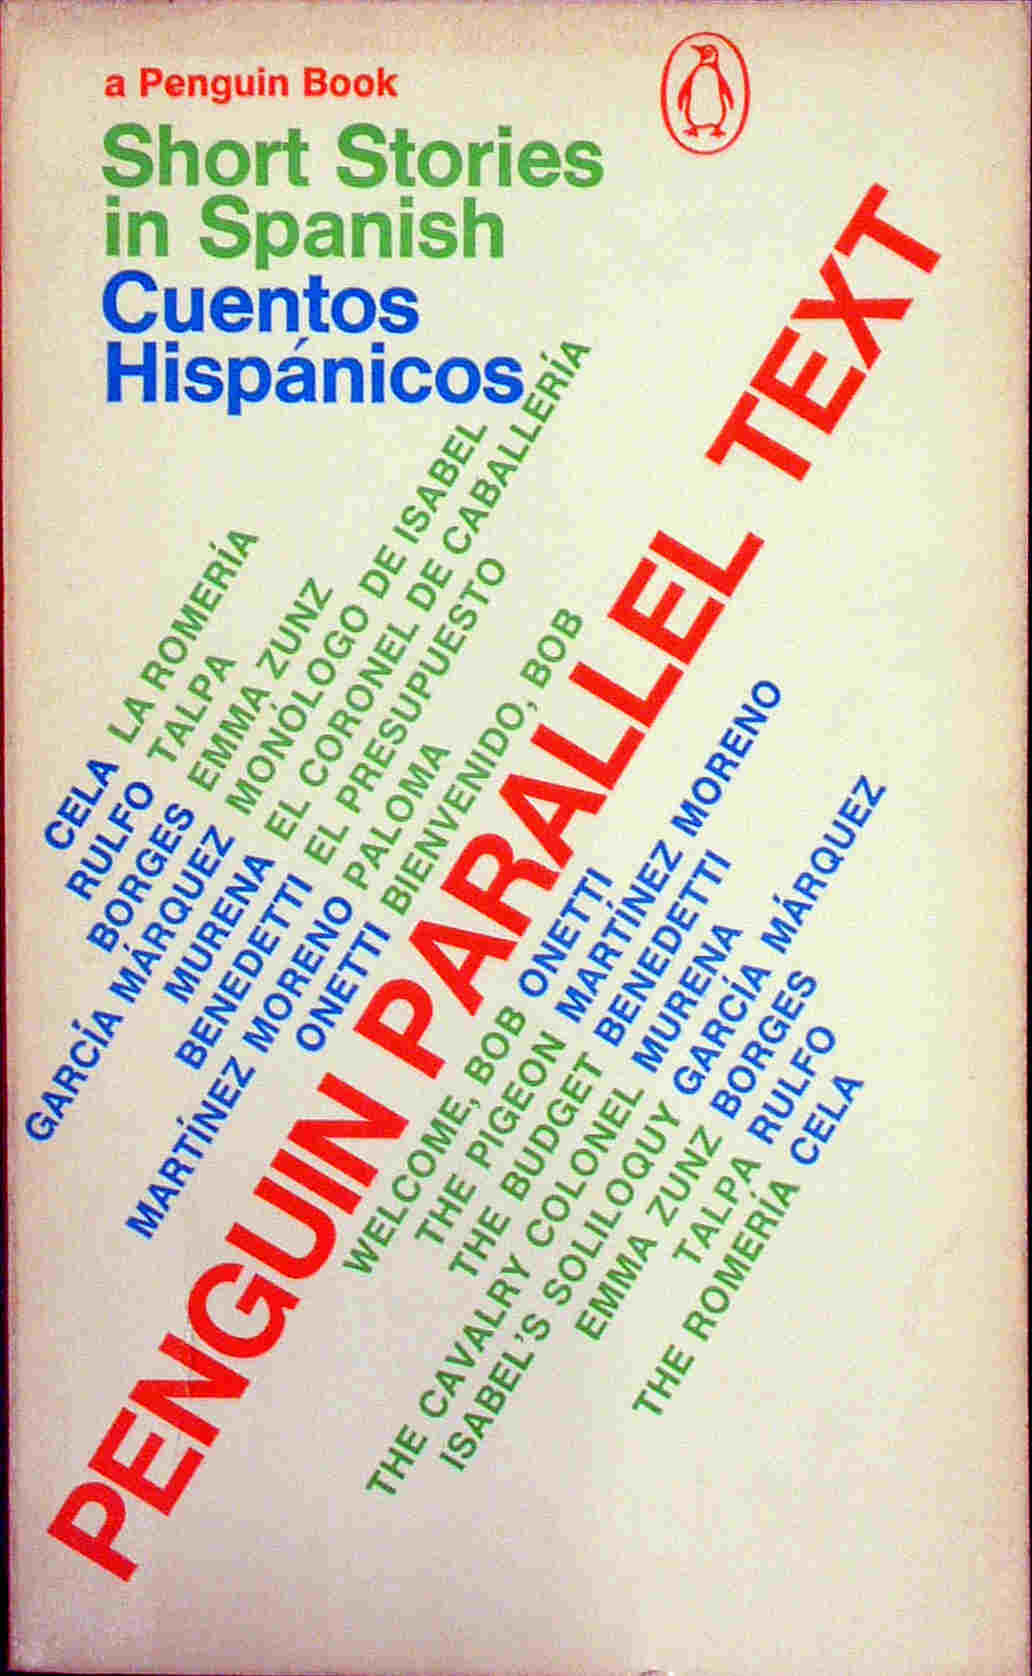 a Penguin Book
Short Stories
in Spanish
Cuentos
Hispánicos
CELA LA ROMERÍA
RULFO TALPA
BORGES EMMA ZUNZ
GARCÍA MÁRQUEZ MONÓLOGO DE ISABEL
MURENA EL CORONEL DE CABALLERÍA
BENEDETTI EL PRESUPUESTO
MARTÍNEZ MORENO PALOMA
ONETTI BIENVENIDO, BOB
PENGUIN PARALLEL TEXT
WELCOME, BOB ONETTI
THE PIGEON MARTÍNEZ MORENO
THE BUDGET BENEDETTI
THE CAVALRY COLONEL MURENA
ISABEL'S SOLILOQUY GARCÍA MÁRQUEZ
EMMA ZUNZ BORGES
TALPA RULFO
THE ROMERÍA CELA